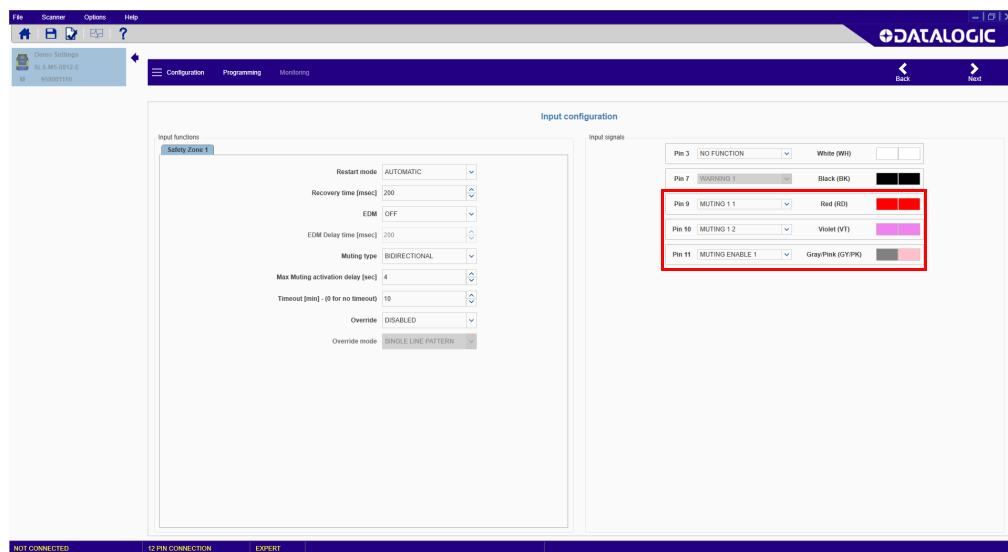 File Scanner Options Help
DATALOGIC
Demo Settings
SLS-M5-0812-E
M 950001110
Configuration Programming Monitoring
Back Next
Input configuration
Input functions
Safety Zone 1
Restart mode AUTOMATIC
Recovery time [msec] 200
EDM OFF
EDM Delay time [msec] 200
Muting type BIDIRECTIONAL
Max Muting activation delay [sec] 4
Timeout [min] - (0 for no timeout) 10
Override DISABLED
Override mode SINGLE LINE PATTERN
Input signals
Pin 3 NO FUNCTION White (WH)
Pin 7 WARNING 1 Black (BK)
Pin 9 MUTING 1 1 Red (RD)
Pin 10 MUTING 1 2 Violet (VT)
Pin 11 MUTING ENABLE 1 Gray/Pink (GY/PK)
NOT CONNECTED 12 PIN CONNECTION EXPERT